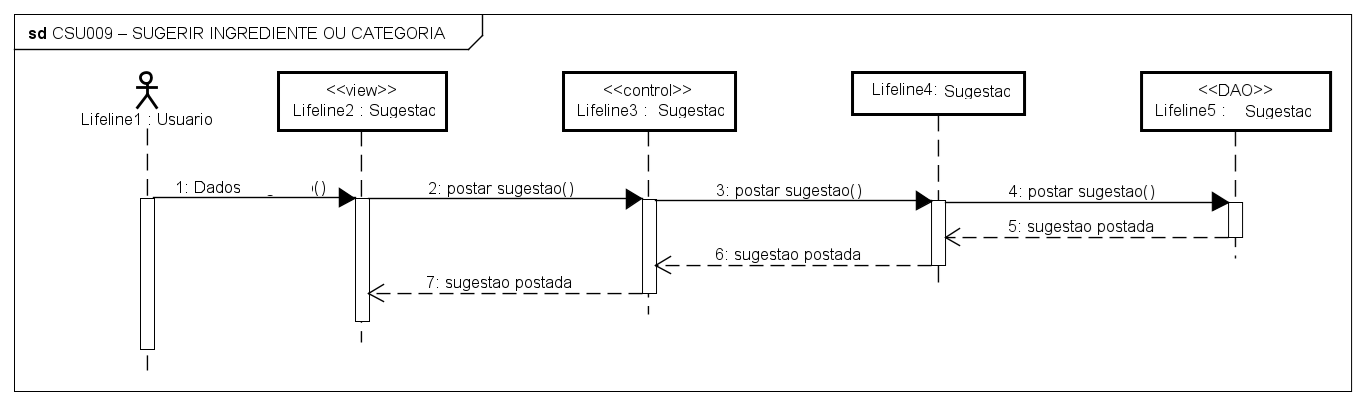 sd CSU009 – SUGERIR INGREDIENTE OU CATEGORIA
Lifeline1 : Usuario
<<view>>
Lifeline2 : Sugestac
<<control>>
Lifeline3 : Sugestac
Lifeline4: Sugestac
<<DAO>>
Lifeline5 : Sugestac
1: Dados ()
2: postar sugestao()
3: postar sugestao()
4: postar sugestao()
5: sugestao postada
6: sugestao postada
7: sugestao postada